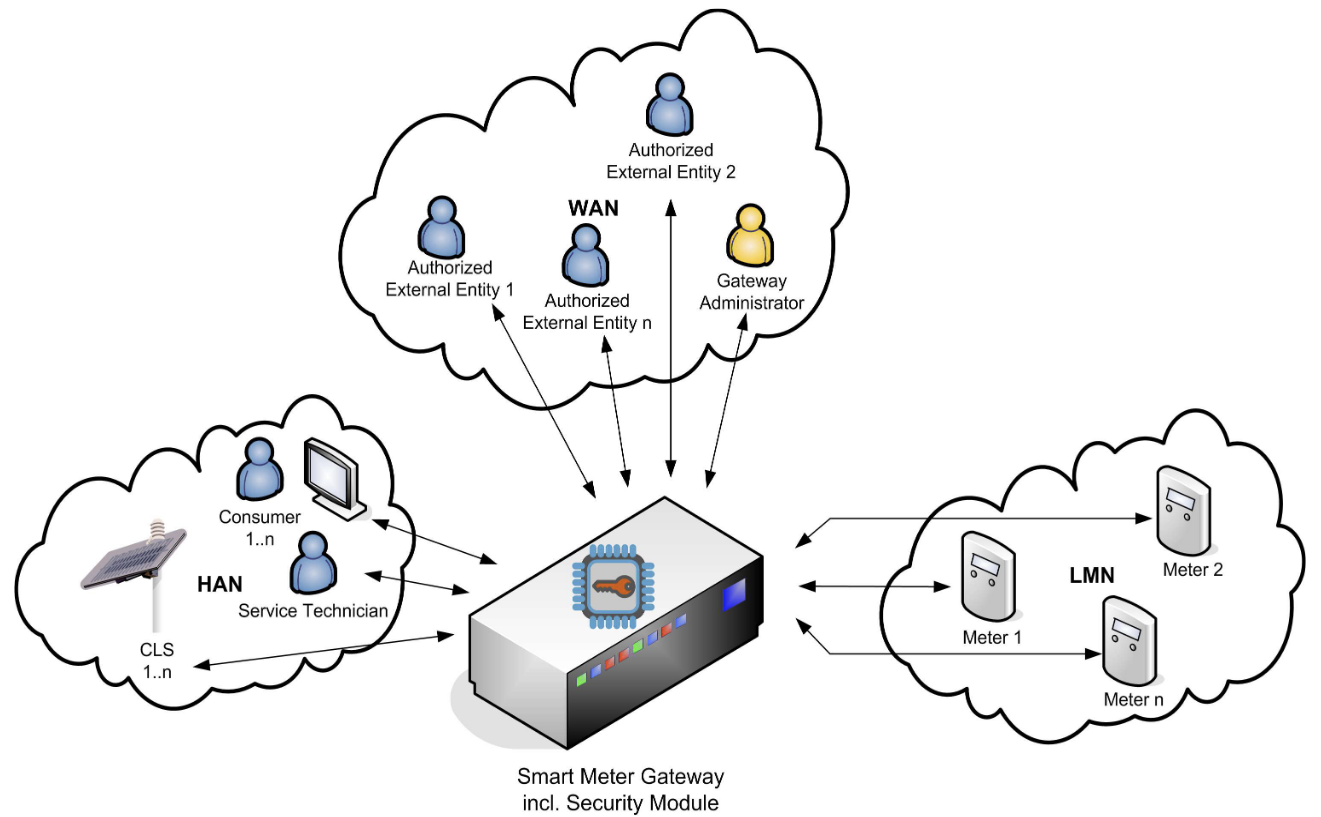 Authorized
External Entity 2
WAN
Authorized
External Entity 1
Authorized
External Entity n
Gateway
Administrator
Consumer
1..n
HAN
Service Technician
CLS
1..n
LMN
Meter 2
Meter 1
Meter n
Smart Meter Gateway
incl. Security Module